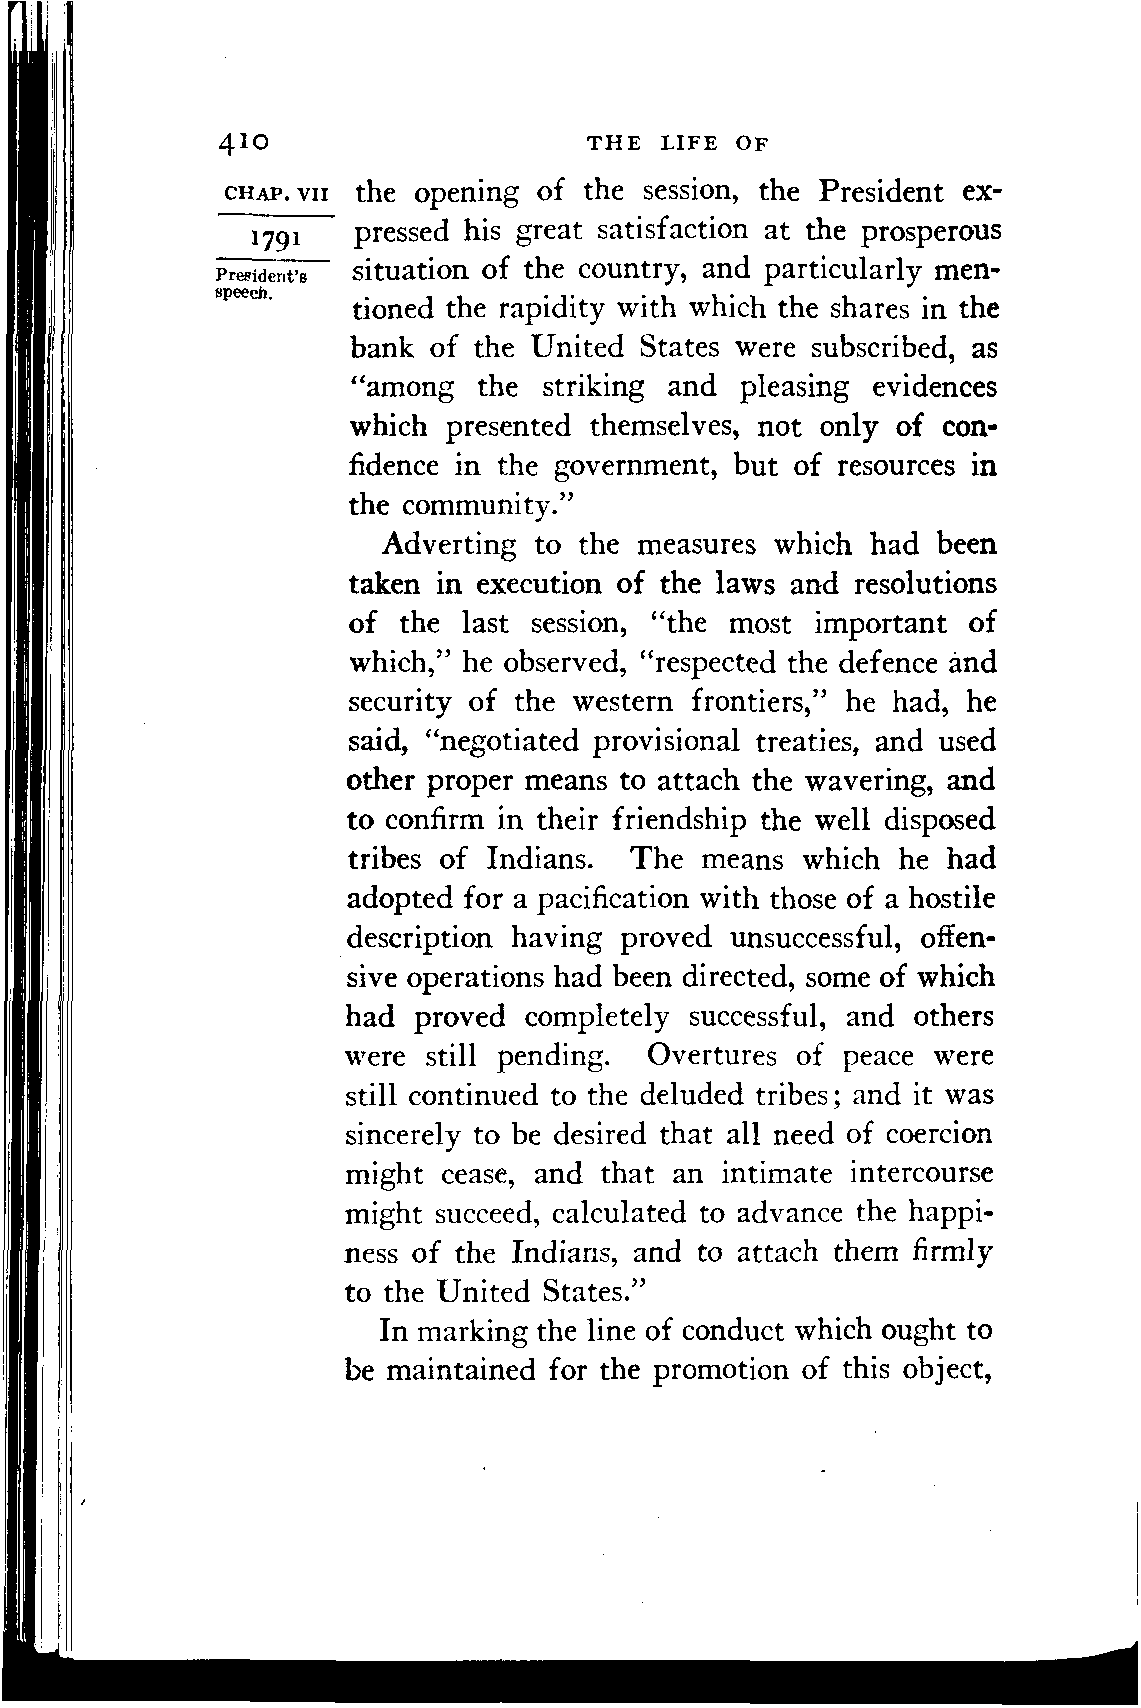 410 THE LIFE OF
CHAP. VII
1791
President's
speech.
the opening of the session, the President ex-
pressed his great satisfaction at the prosperous
situation of the country, and particularly men-
tioned the rapidity with which the shares in the
bank of the United States were subscribed, as
“among the striking and pleasing evidences
which presented themselves, not only of con-
fidence in the government, but of resources in
the community.”
Adverting to the measures which had been
taken in execution of the laws and resolutions
of the last session, “the most important of
which,” he observed, “respected the defence and
security of the western frontiers,” he had, he
said, “negotiated provisional treaties, and used
other proper means to attach the wavering, and
to confirm in their friendship the well disposed
tribes of Indians. The means which he had
adopted for a pacification with those of a hostile
description having proved unsuccessful, offen-
sive operations had been directed, some of which
had proved completely successful, and others
were still pending. Overtures of peace were
still continued to the deluded tribes; and it was
sincerely to be desired that all need of coercion
might cease, and that an intimate intercourse
might succeed, calculated to advance the happi-
ness of the Indians, and to attach them firmly
to the United States.”
In marking the line of conduct which ought to
be maintained for the promotion of this object,